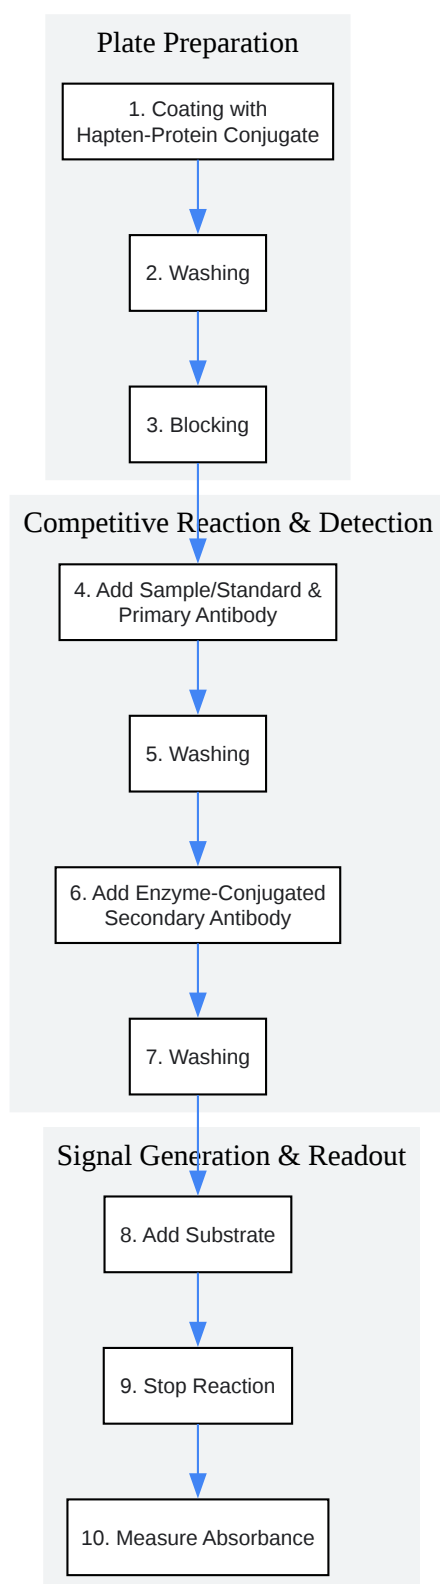 Plate Preparation
1. Coating with
Hapten-Protein Conjugate
2. Washing
3. Blocking
Competitive Reaction & Detection
4. Add Sample/Standard &
Primary Antibody
5. Washing
6. Add Enzyme-Conjugated
Secondary Antibody
7. Washing
Signal Generation & Readout
8. Add Substrate
9. Stop Reaction
10. Measure Absorbance